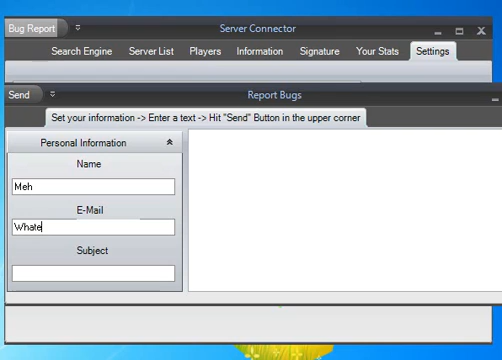 Bug Report
Server Connector
Search Engine Server List Players Information Signature Your Stats Settings
Send
Report Bugs
Set your information -> Enter a text -> Hit "Send" Button in the upper corner
Personal Information
Name
Meh
E-Mail
Whate
Subject